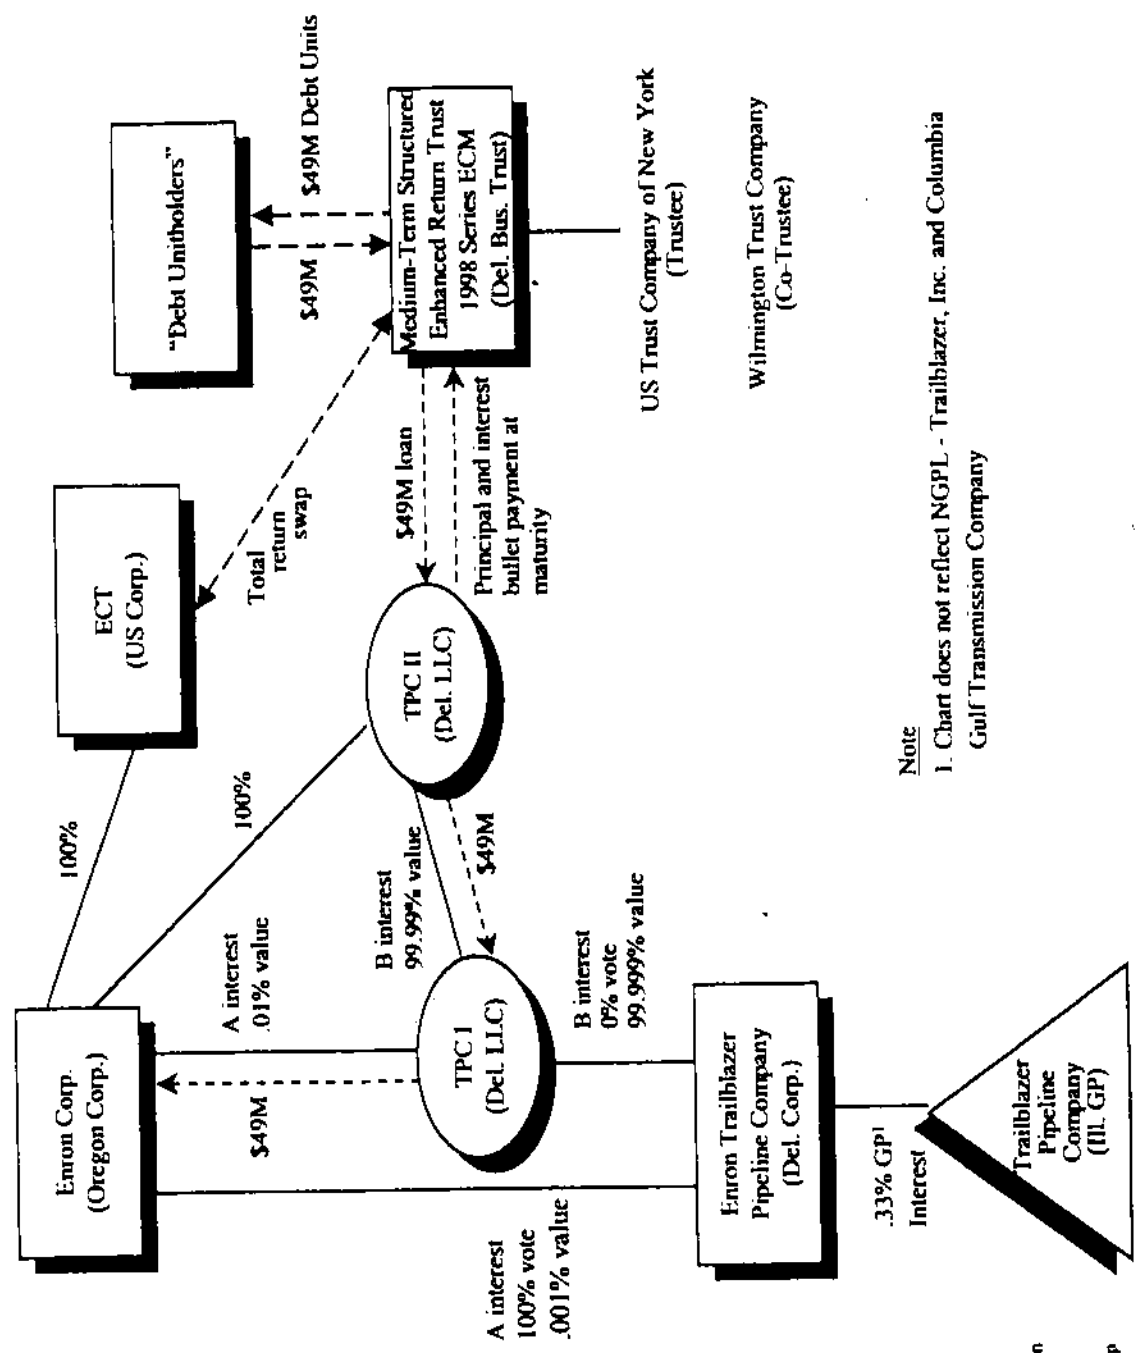 Enron Corp.
(Oregon Corp.)
100%
ECT
(US Corp.)
"Debt Unitholders"
$49M
$49M Debt Units
Total
return
swap
Medium-Term Structured
Enhanced Return Trust
1998 Series ECM
(Del. Bus. Trust)
100%
A interest
.01% value
$49M
B interest
99.99% value
TPC II
(Del. LLC)
$49M loan
Principal and interest
bullet payment at
maturity
$49M
TPC I
(Del. LLC)
A interest
100% vote
.001% value
B interest
0% vote
99.999% value
US Trust Company of New York
(Trustee)
Wilmington Trust Company
(Co-Trustee)
Enron Trailblazer
Pipeline Company
(Del. Corp.)
.33% GP1
Interest
Trailblazer
Pipeline
Company
(Ill. GP)
Note
1. Chart does not reflect NGPL - Trailblazer, Inc. and Columbia
Gulf Transmission Company